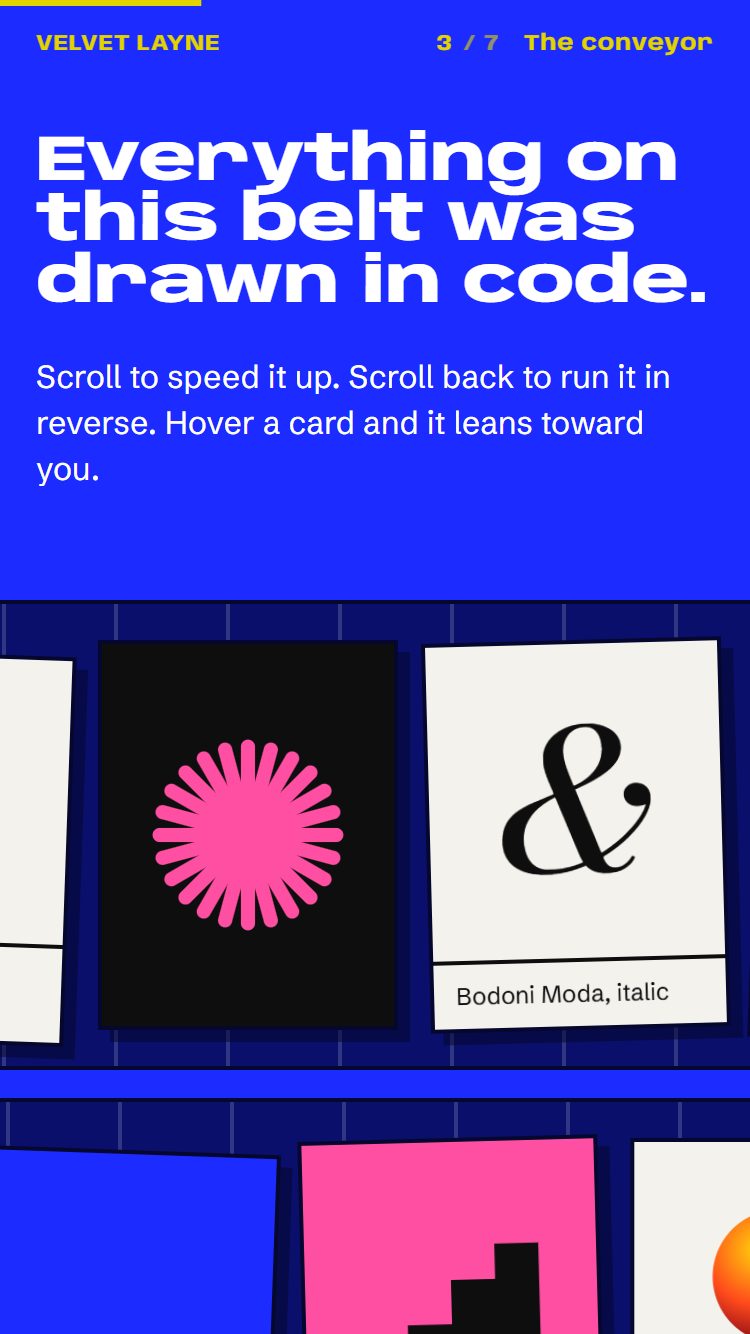 VELVET LAYNE
3 / 7 The conveyor
Everything on
this belt was
drawn in code.
Scroll to speed it up. Scroll back to run it in
reverse. Hover a card and it leans toward
you.
&
Bodoni Moda, italic